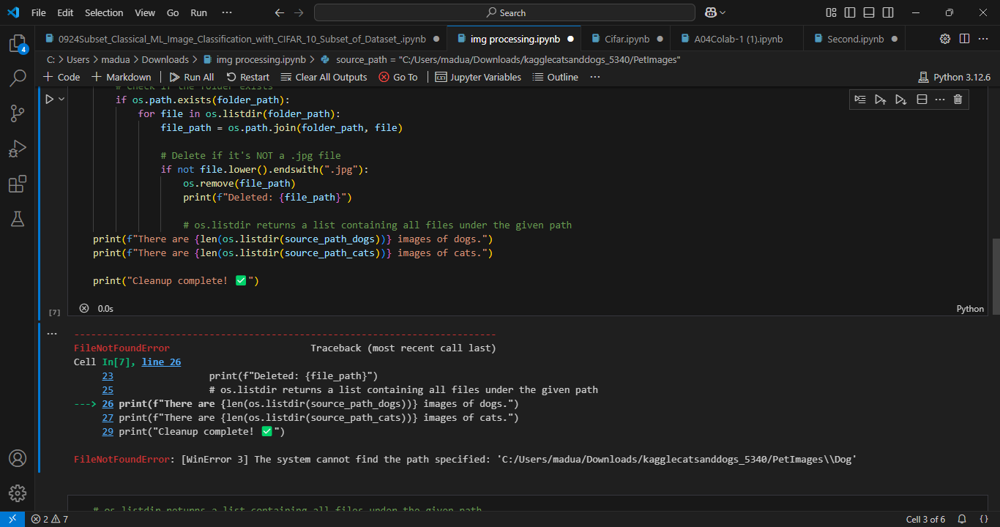 File Edit Selection View Go Run ··· Search
0924Subset_Classical_ML_Image_Classification_with_CIFAR_10_Subset_of_Dataset_.ipynb img processing.ipynb Cifar.ipynb A04Colab-1 (1).ipynb Second.ipynb ···
C: > Users > madua > Downloads > img processing.ipynb > source_path = "C:/Users/madua/Downloads/kagglecatsanddogs_5340/PetImages"
+ Code + Markdown | Run All Restart Clear All Outputs Go To | Jupyter Variables Outline ··· Python 3.12.6
4
# Check if the folder exists
if os.path.exists(folder_path):
for file in os.listdir(folder_path):
file_path = os.path.join(folder_path, file)
# Delete if it's NOT a .jpg file
if not file.lower().endswith(".jpg"):
os.remove(file_path)
print(f"Deleted: {file_path}")
# os.listdir returns a list containing all files under the given path
print(f"There are {len(os.listdir(source_path_dogs))} images of dogs.")
print(f"There are {len(os.listdir(source_path_cats))} images of cats.")
print("Cleanup complete! ✅")
[7] 0.0s Python
···
---------------------------------------------------------------------------
FileNotFoundError Traceback (most recent call last)
Cell In[7], line 26
23 print(f"Deleted: {file_path}")
25 # os.listdir returns a list containing all files under the given path
---> 26 print(f"There are {len(os.listdir(source_path_dogs))} images of dogs.")
27 print(f"There are {len(os.listdir(source_path_cats))} images of cats.")
29 print("Cleanup complete! ✅")
FileNotFoundError: [WinError 3] The system cannot find the path specified: 'C:/Users/madua/Downloads/kagglecatsanddogs_5340/PetImages\\Dog'
# os.listdir returns a list containing all files under the given path
2 7 Cell 3 of 6 {}